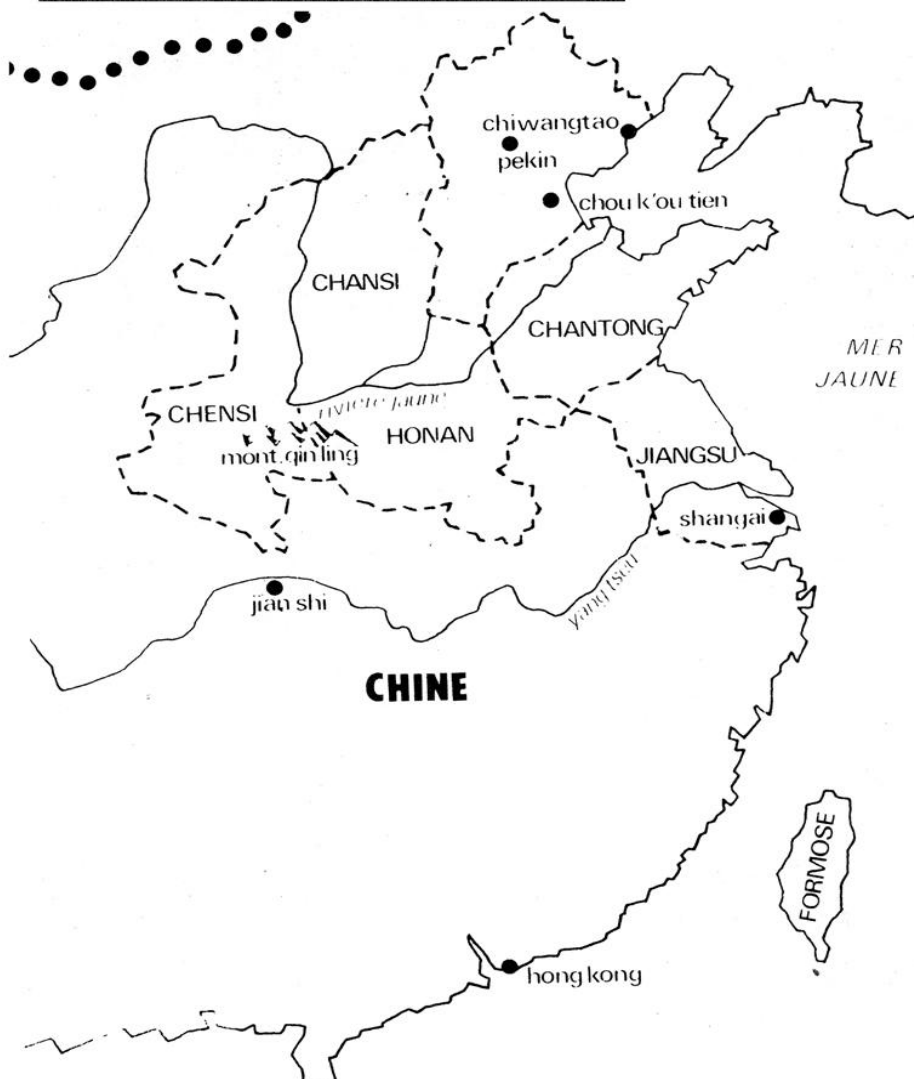 chiwangtao
pekin
chou k'ou tien
CHANSI
CHANTONG
MER
JAUNE
rivière jaune
CHENSI
HONAN
mont. qin ling
JIANGSU
shangai
yang tseu
jian shi
CHINE
FORMOSE
hong kong